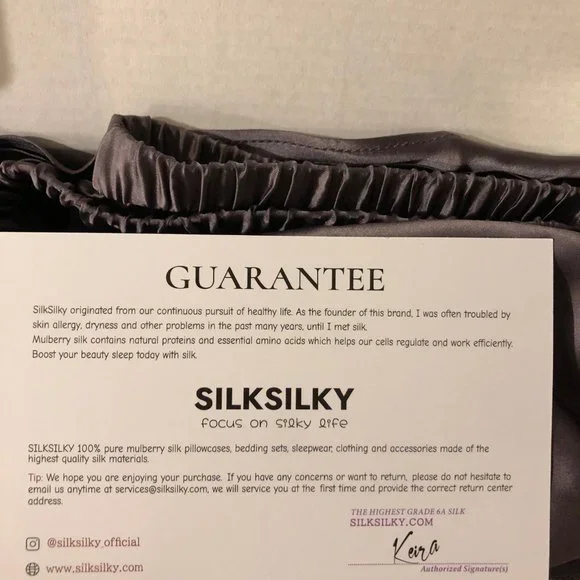 GUARANTEE
SilkSilky originated from our continuous pursuit of healthy life. As the founder of this brand, I was often troubled by
skin allergy, dryness and other problems in the past many years, until I met silk.
Mulberry silk contains natural proteins and essential amino acids which helps our cells regulate and work efficiently.
Boost your beauty sleep today with silk.
SILKSILKY
focus on silky life
SILKSILKY 100% pure mulberry silk pillowcases, bedding sets, sleepwear, clothing and accessories made of the
highest quality silk materials.
Tip: We hope you are enjoying your purchase. If you have any concerns or want to return, please do not hesitate to
email us anytime at services@silksilky.com, we will service you at the first time and provide the correct return center
address.
THE HIGHEST GRADE 6A SILK
SILKSILKY.COM
@silksilky_official
Keira
www.silksilky.com
Authorized Signature(s)